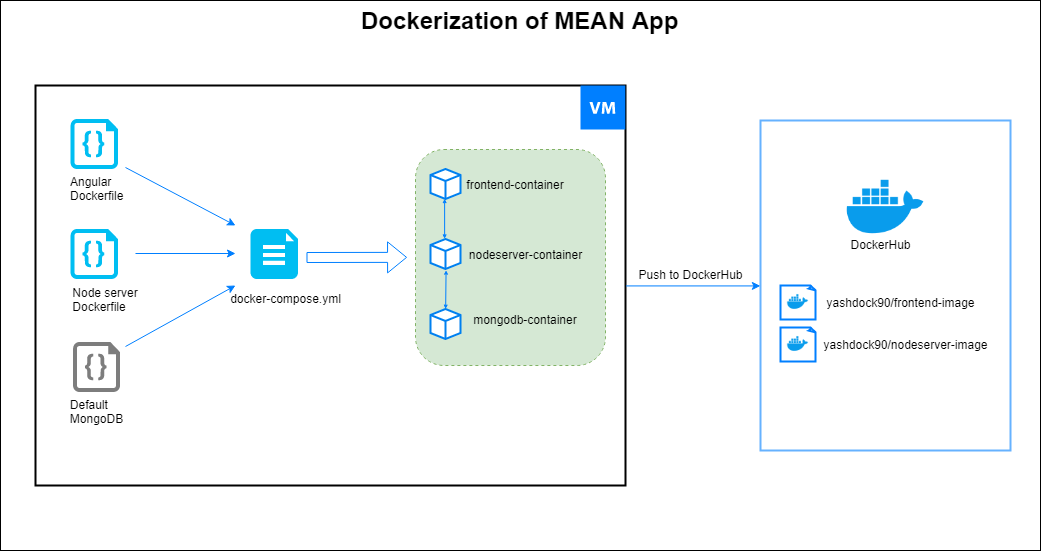 Dockerization of MEAN App
VM
{}
Angular
Dockerfile
{}
Node server
Dockerfile
{}
Default
MongoDB
docker-compose.yml
frontend-container
nodeserver-container
mongodb-container
Push to DockerHub
DockerHub
yashdock90/frontend-image
yashdock90/nodeserver-image